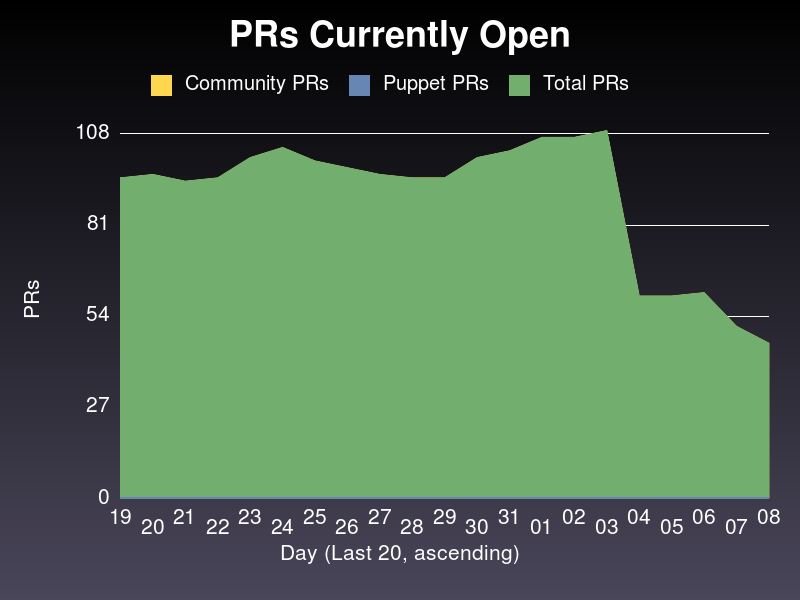 PRs Currently Open
Community PRs Puppet PRs Total PRs
108
81
54
27
0
PRs
19 20 21 22 23 24 25 26 27 28 29 30 31 01 02 03 04 05 06 07 08
Day (Last 20, ascending)